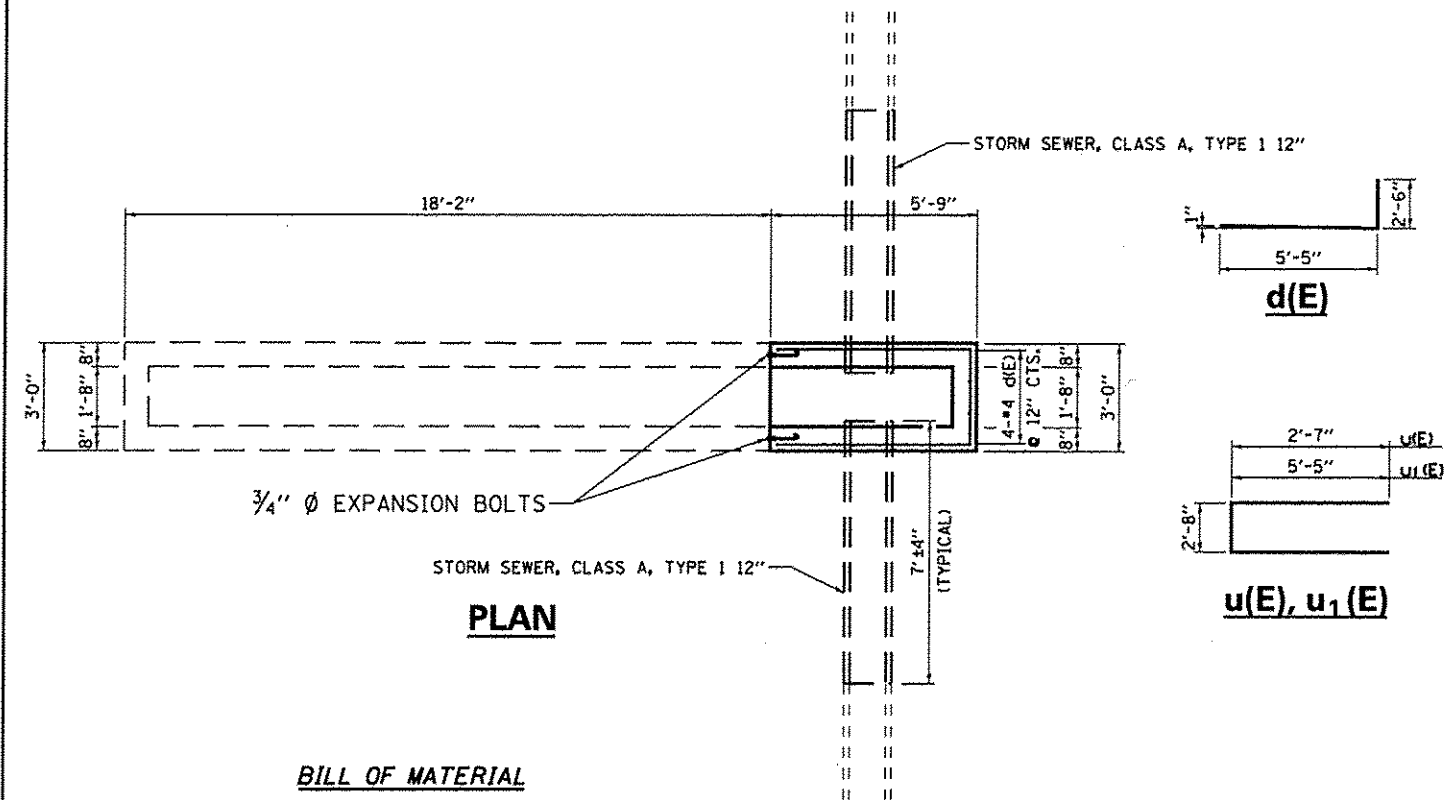 STORM SEWER, CLASS A, TYPE 1 12"
18'-2"
5'-9"
1"
2'-6"
5'-5"
d(E)
3'-0"
8"
1'-8"
8"
4-#4 d(E)
@ 12" CTS.
8"
1'-8"
8"
3'-0"
3/4" Ø EXPANSION BOLTS
2'-7"
u(E)
5'-5"
u1(E)
2'-8"
7'±4"
(TYPICAL)
STORM SEWER, CLASS A, TYPE 1 12"
PLAN
u(E), u₁(E)
BILL OF MATERIAL